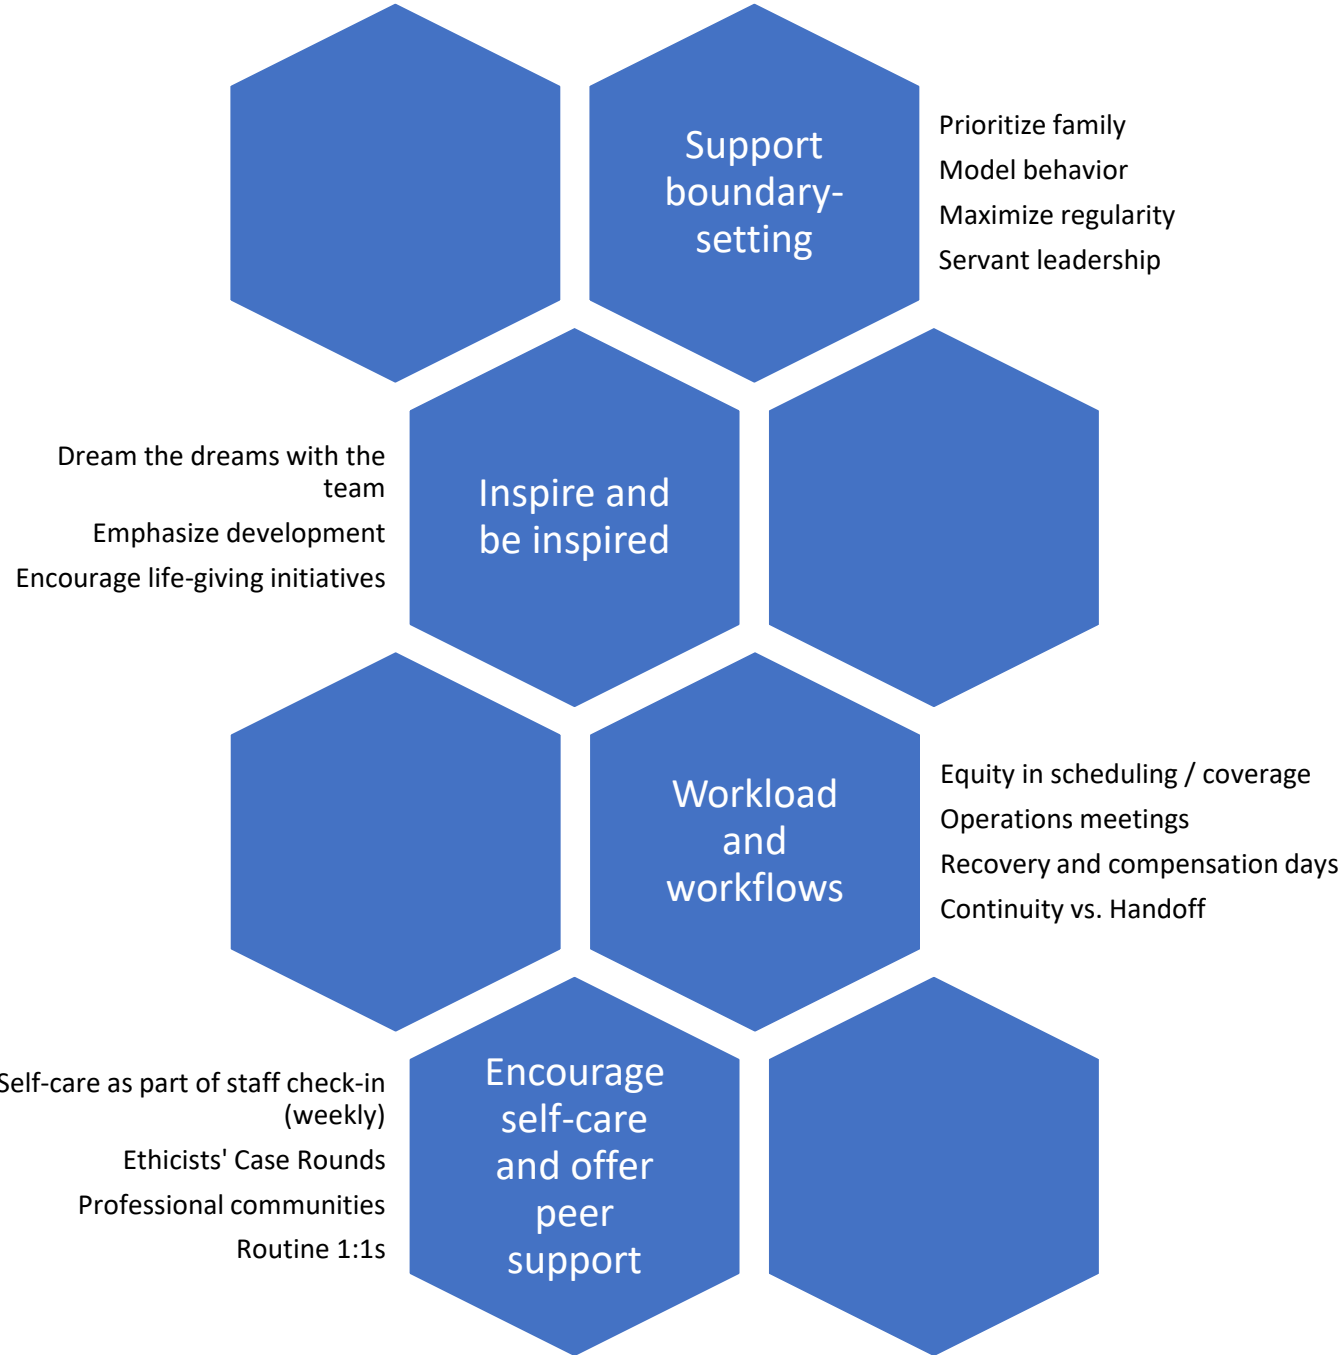 Support
boundary-
setting
Prioritize family
Model behavior
Maximize regularity
Servant leadership
Dream the dreams with the
team
Emphasize development
Encourage life-giving initiatives
Inspire and
be inspired
Workload
and
workflows
Equity in scheduling / coverage
Operations meetings
Recovery and compensation days
Continuity vs. Handoff
Self-care as part of staff check-in
(weekly)
Ethicists' Case Rounds
Professional communities
Routine 1:1s
Encourage
self-care
and offer
peer
support